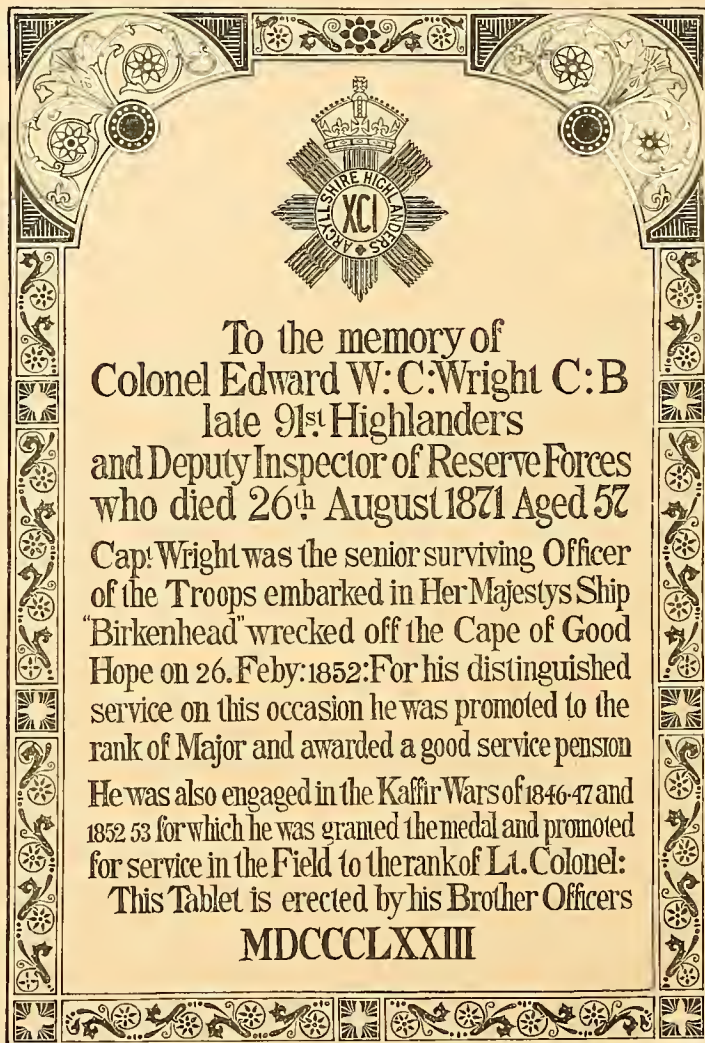 ARGYLLSHIRE HIGHLANDERS
XCI
To the memory of
Colonel Edward W: C: Wright C: B
late 91st Highlanders
and Deputy Inspector of Reserve Forces
who died 26th August 1871 Aged 57
Capt Wright was the senior surviving Officer
of the Troops embarked in Her Majestys Ship
"Birkenhead" wrecked off the Cape of Good
Hope on 26. Feby: 1852: For his distinguished
service on this occasion he was promoted to the
rank of Major and awarded a good service pension
He was also engaged in the Kaffir Wars of 1846-47 and
1852 53 for which he was granted the medal and promoted
for service in the Field to the rank of Lt. Colonel:
This Tablet is erected by his Brother Officers
MDCCCLXXIII